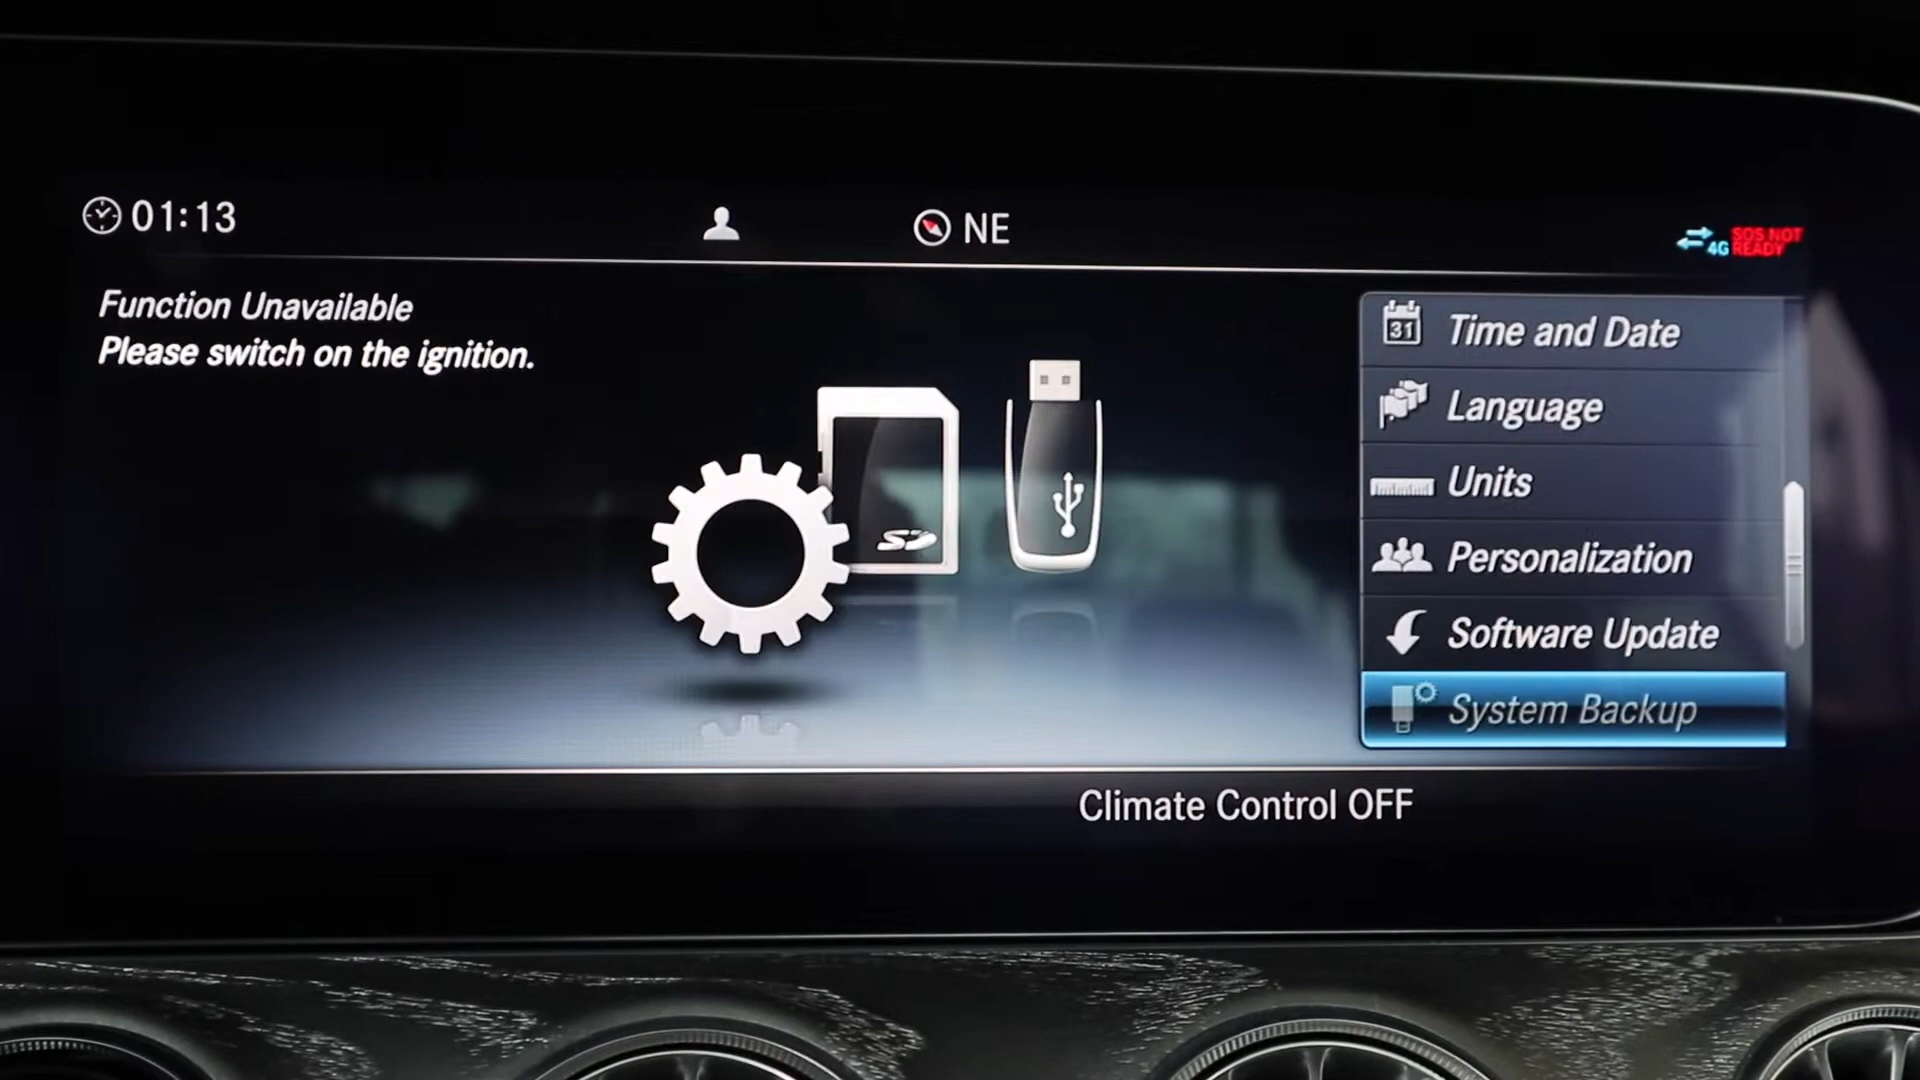 01:13
NE
4G
SOS NOT
READY
Function Unavailable
Please switch on the ignition.
SD
31
Time and Date
Language
Units
Personalization
Software Update
System Backup
Climate Control OFF